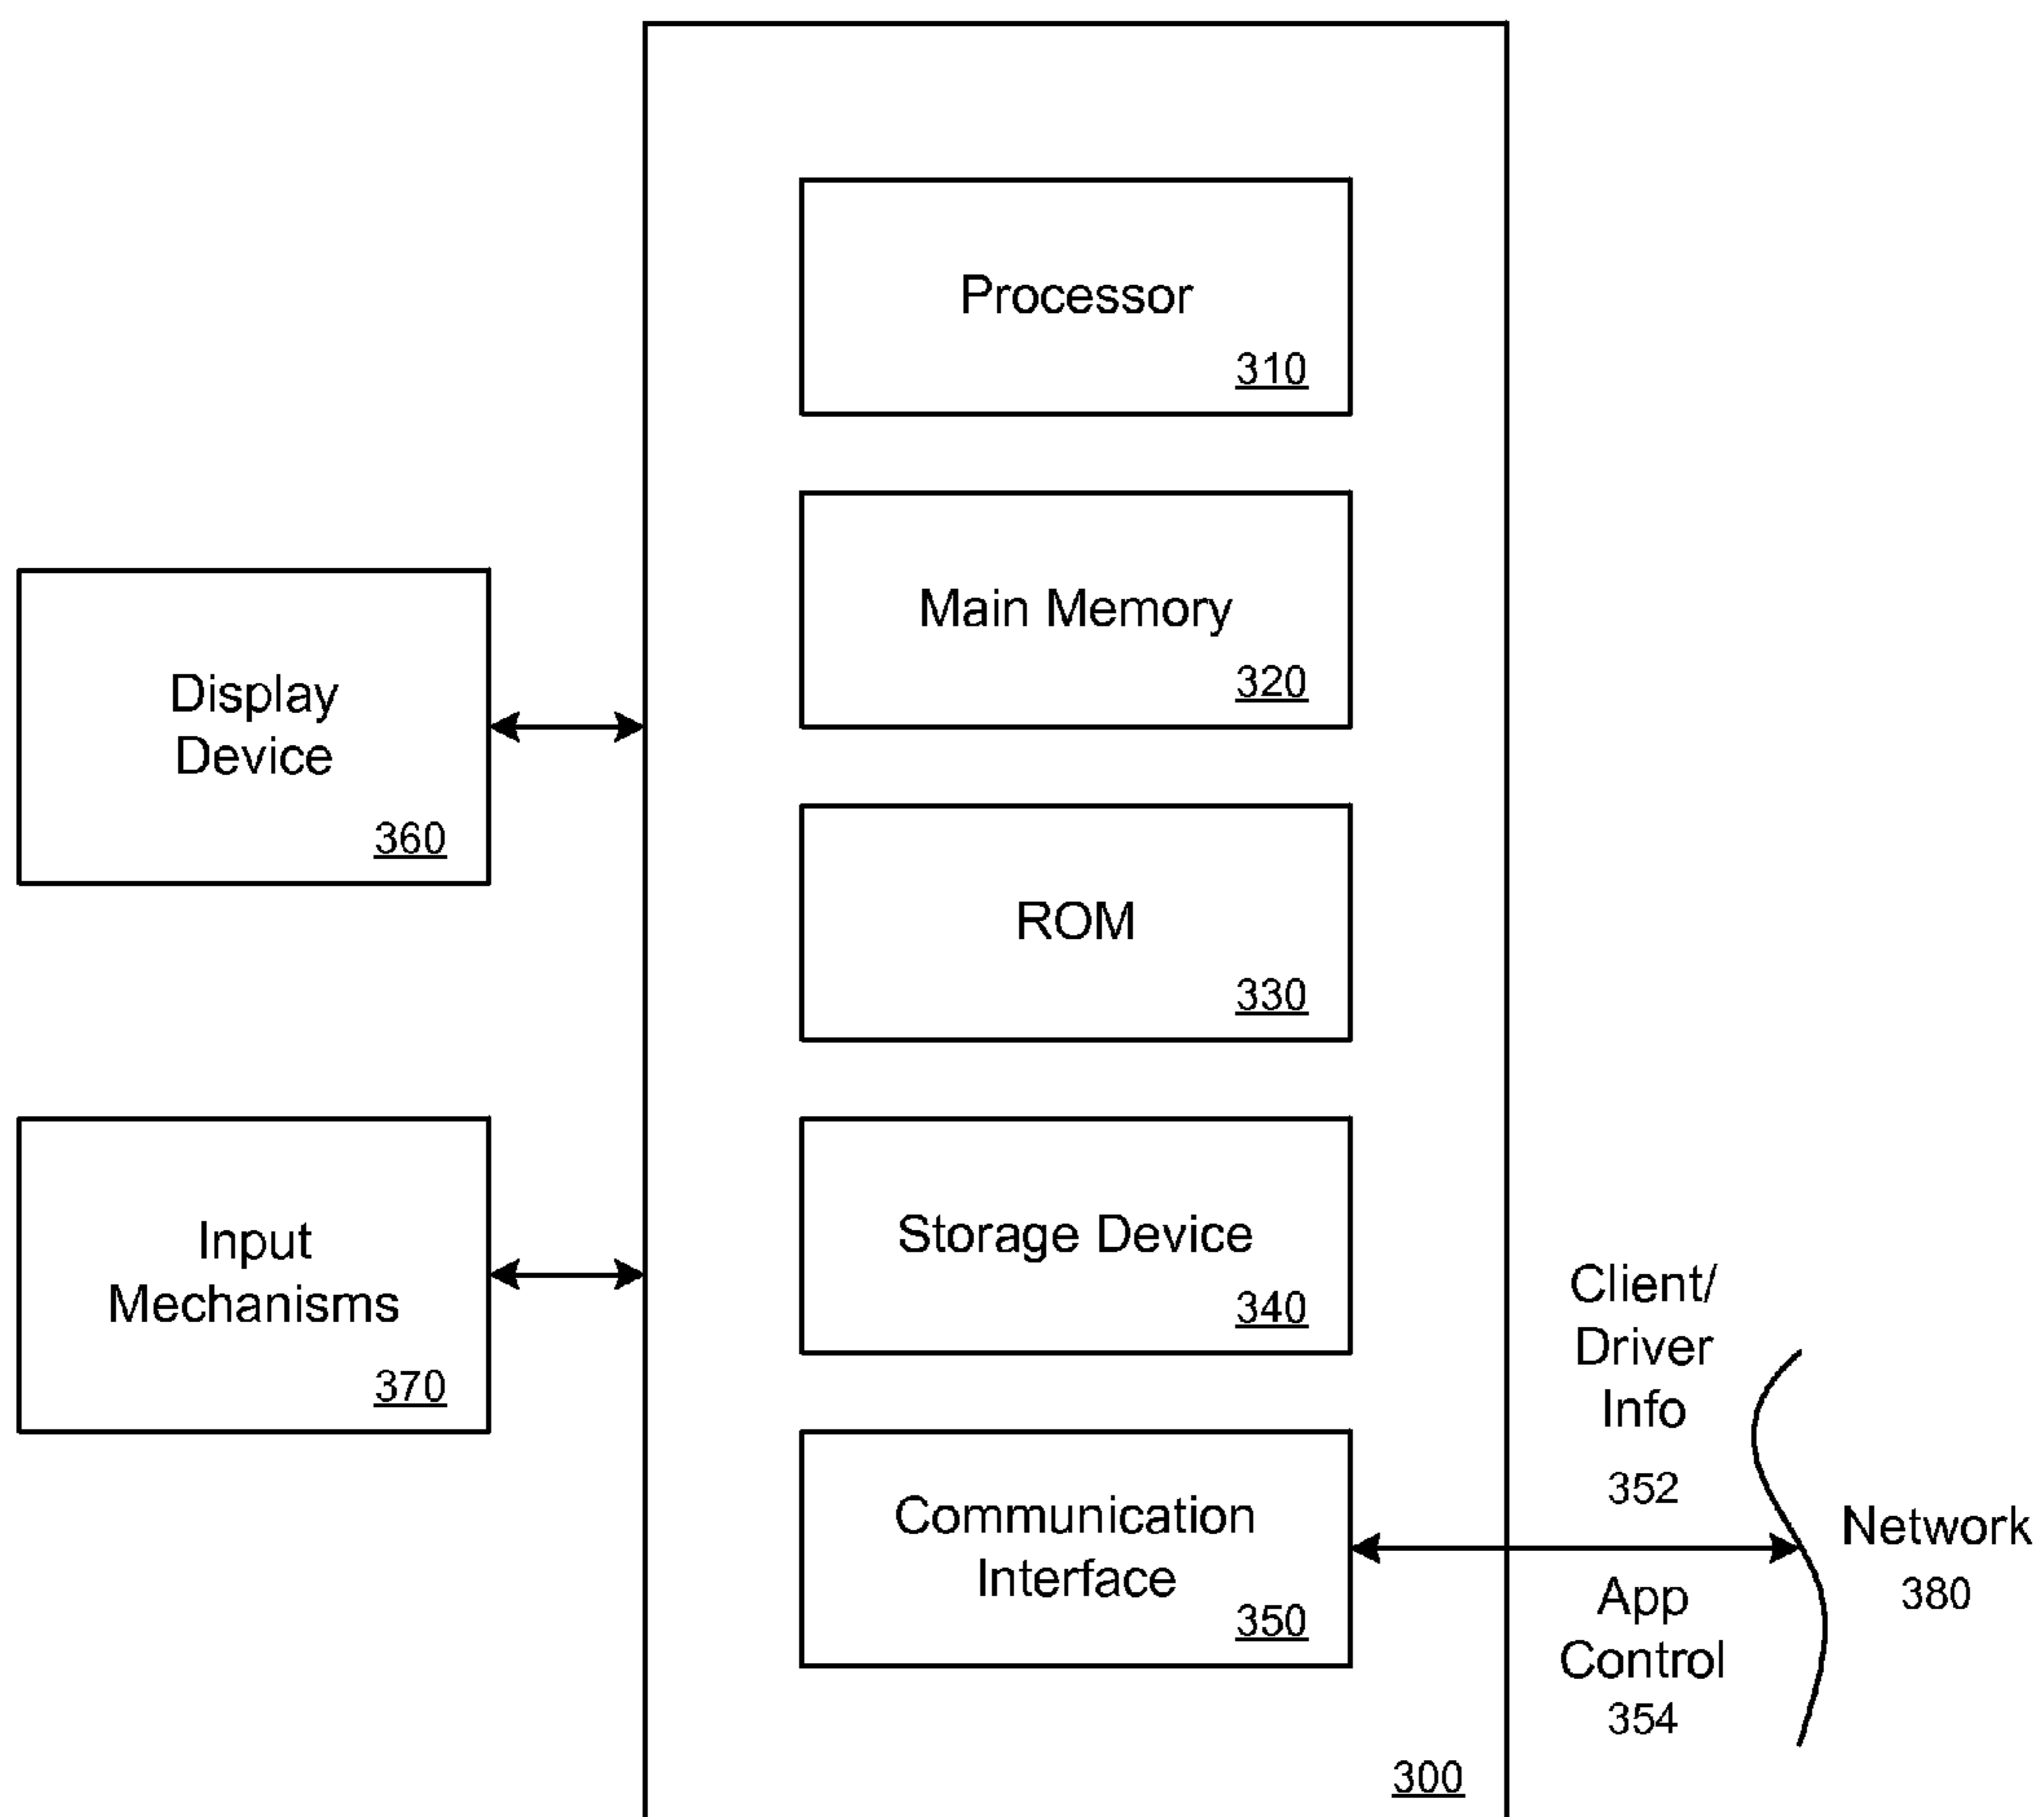 Processor
310
Main Memory
320
Display
Device
360
ROM
330
Storage Device
340
Input
Mechanisms
370
Client/
Driver
Info
352
Communication
Interface
350
Network
380
App
Control
354
300